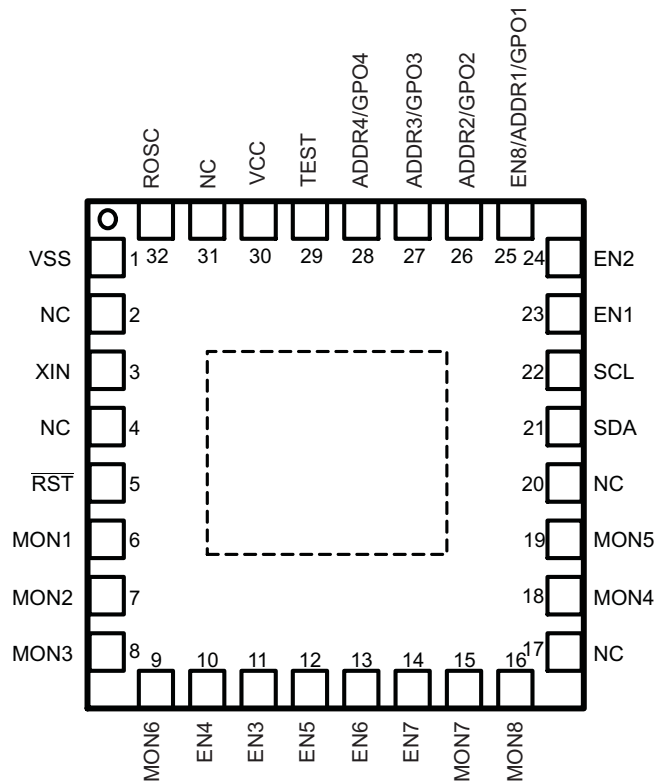 ROSC NC VCC TEST ADDR4/GPO4 ADDR3/GPO3 ADDR2/GPO2 EN8/ADDR1/GPO1
32 31 30 29 28 27 26 25
VSS 1 24 EN2
NC 2 23 EN1
XIN 3 22 SCL
NC 4 21 SDA
RST 5 20 NC
MON1 6 19 MON5
MON2 7 18 MON4
MON3 8 17 NC
9 10 11 12 13 14 15 16
MON6 EN4 EN3 EN5 EN6 EN7 MON7 MON8